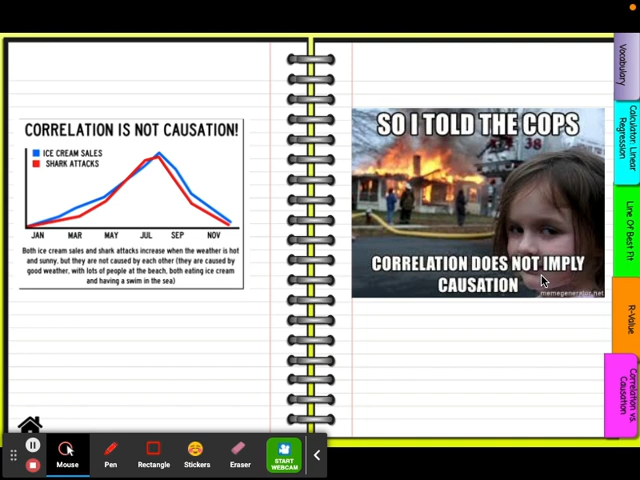 CORRELATION IS NOT CAUSATION!
ICE CREAM SALES
SHARK ATTACKS
JAN MAR MAY JUL SEP NOV
Both ice cream sales and shark attacks increase when the weather is hot
and sunny, but they are not caused by each other (they are caused by
good weather, with lots of people at the beach, both eating ice cream
and having a swim in the sea)
SO I TOLD THE COPS
38
CORRELATION DOES NOT IMPLY
CAUSATION
memegenerator.net
Vocabulary
Calculator: Linear
Regression
Line Of Best Fit
R-Value
Correlation vs.
Causation
Mouse
Pen
Rectangle
Stickers
Eraser
START
WEBCAM